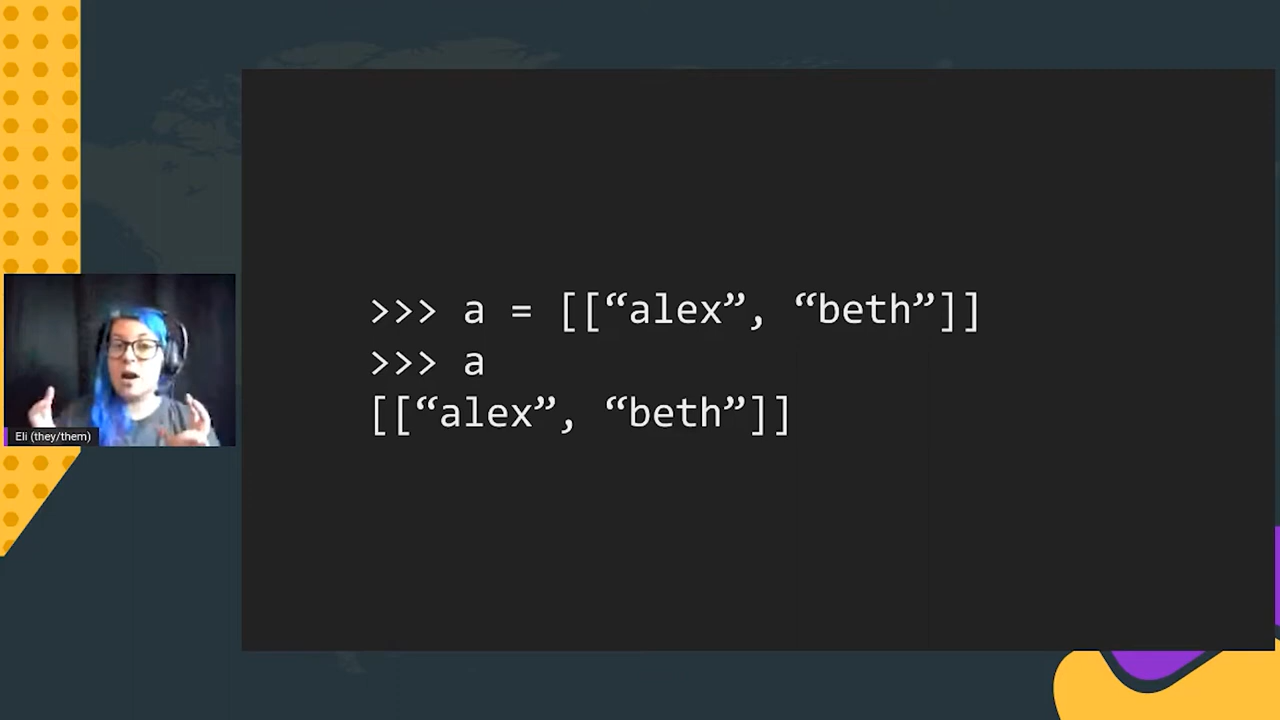 >>> a = [[“alex”, “beth”]]
>>> a
[[“alex”, “beth”]]
Eli (they/them)